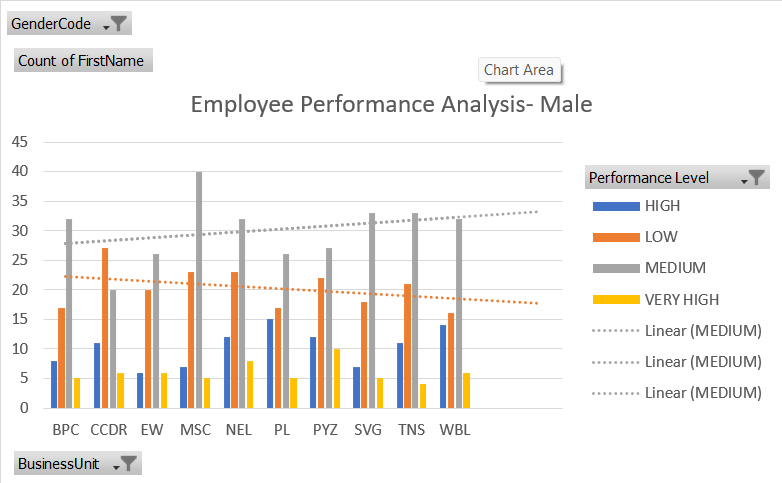 GenderCode
Count of FirstName
Chart Area
Employee Performance Analysis- Male
45
40
35
30
25
20
15
10
5
0
BPC CCDR EW MSC NEL PL PYZ SVG TNS WBL
Performance Level
HIGH
LOW
MEDIUM
VERY HIGH
Linear (MEDIUM)
Linear (MEDIUM)
Linear (MEDIUM)
BusinessUnit